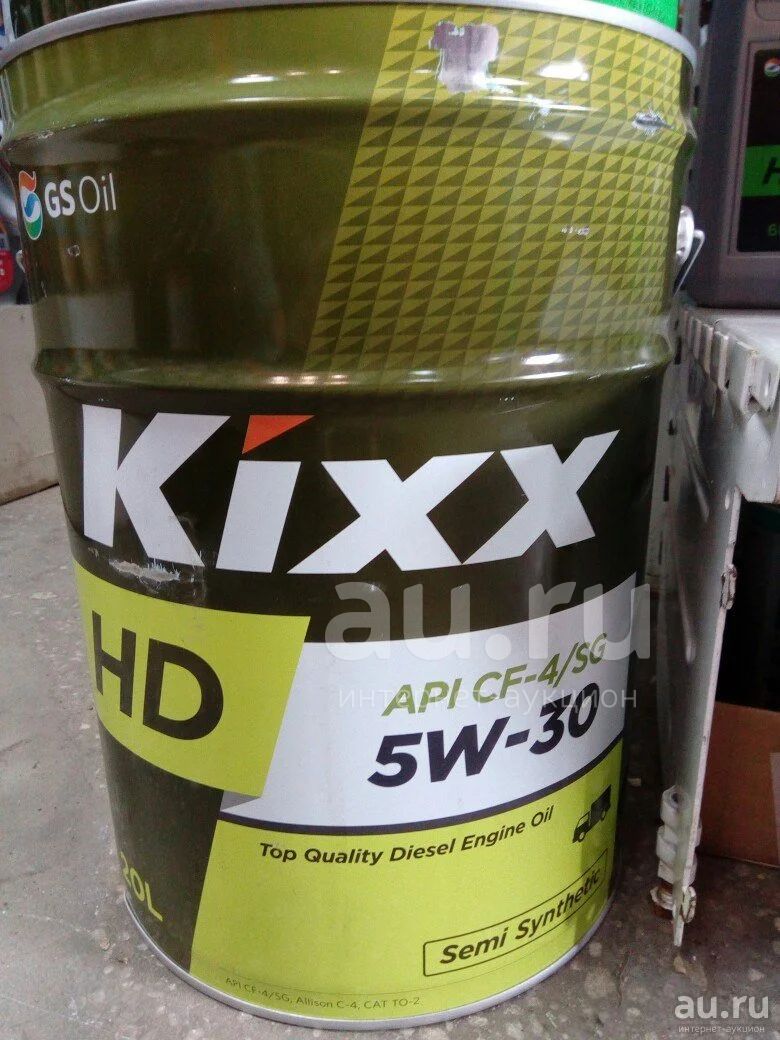 GS Oil
Kixx
HD
API CF-4/SG
5W-30
Top Quality Diesel Engine Oil
20L
Semi Synthetic
API CF-4/SG, Allison C-4, CAT TO-2
au.ru
интернет-аукцион
au.ru
интернет-аукцион